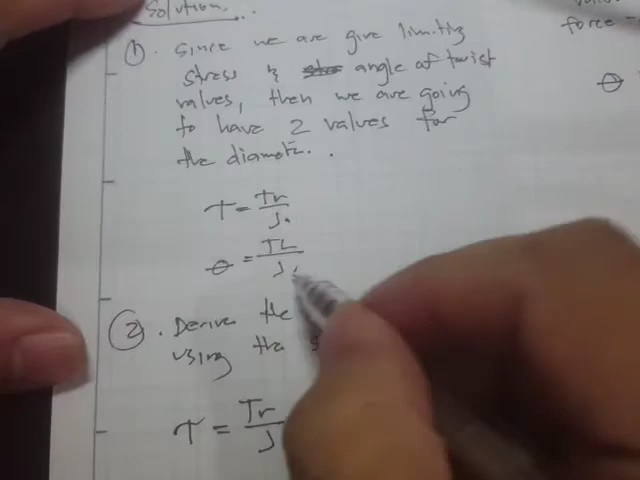 Solution.
force -
θ
① . Since we are give limiting
stress & angle of twist
values, then we are going
to have 2 values for
the diameter.
τ = Tr/J.
θ = TL/J.
② . Derive the
using the
τ = Tr/J